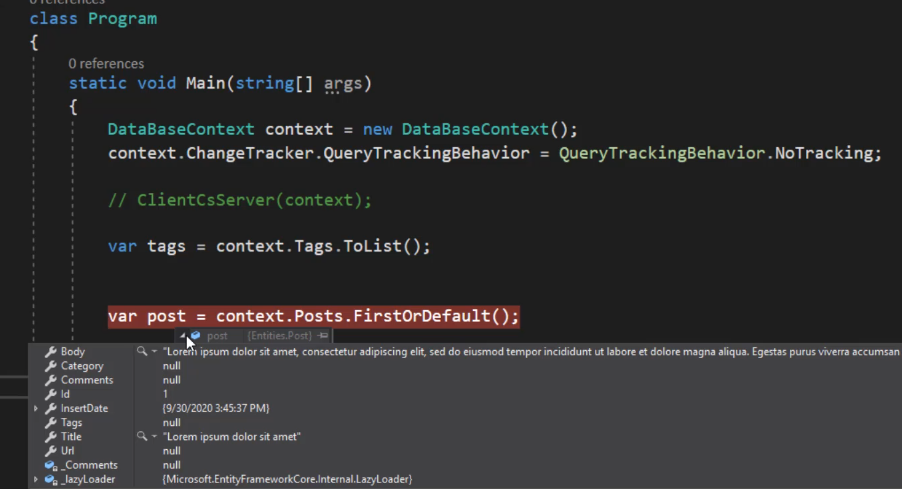 0 references
class Program
{
0 references
static void Main(string[] args)
{
DataBaseContext context = new DataBaseContext();
context.ChangeTracker.QueryTrackingBehavior = QueryTrackingBehavior.NoTracking;
// ClientCsServer(context);
var tags = context.Tags.ToList();
var post = context.Posts.FirstOrDefault();
post {Entities.Post}
Body "Lorem ipsum dolor sit amet, consectetur adipiscing elit, sed do eiusmod tempor incididunt ut labore et dolore magna aliqua. Egestas purus viverra accumsan
Category null
Comments null
Id 1
InsertDate {9/30/2020 3:45:37 PM}
Tags null
Title "Lorem ipsum dolor sit amet"
Url null
_Comments null
_lazyLoader {Microsoft.EntityFrameworkCore.Internal.LazyLoader}